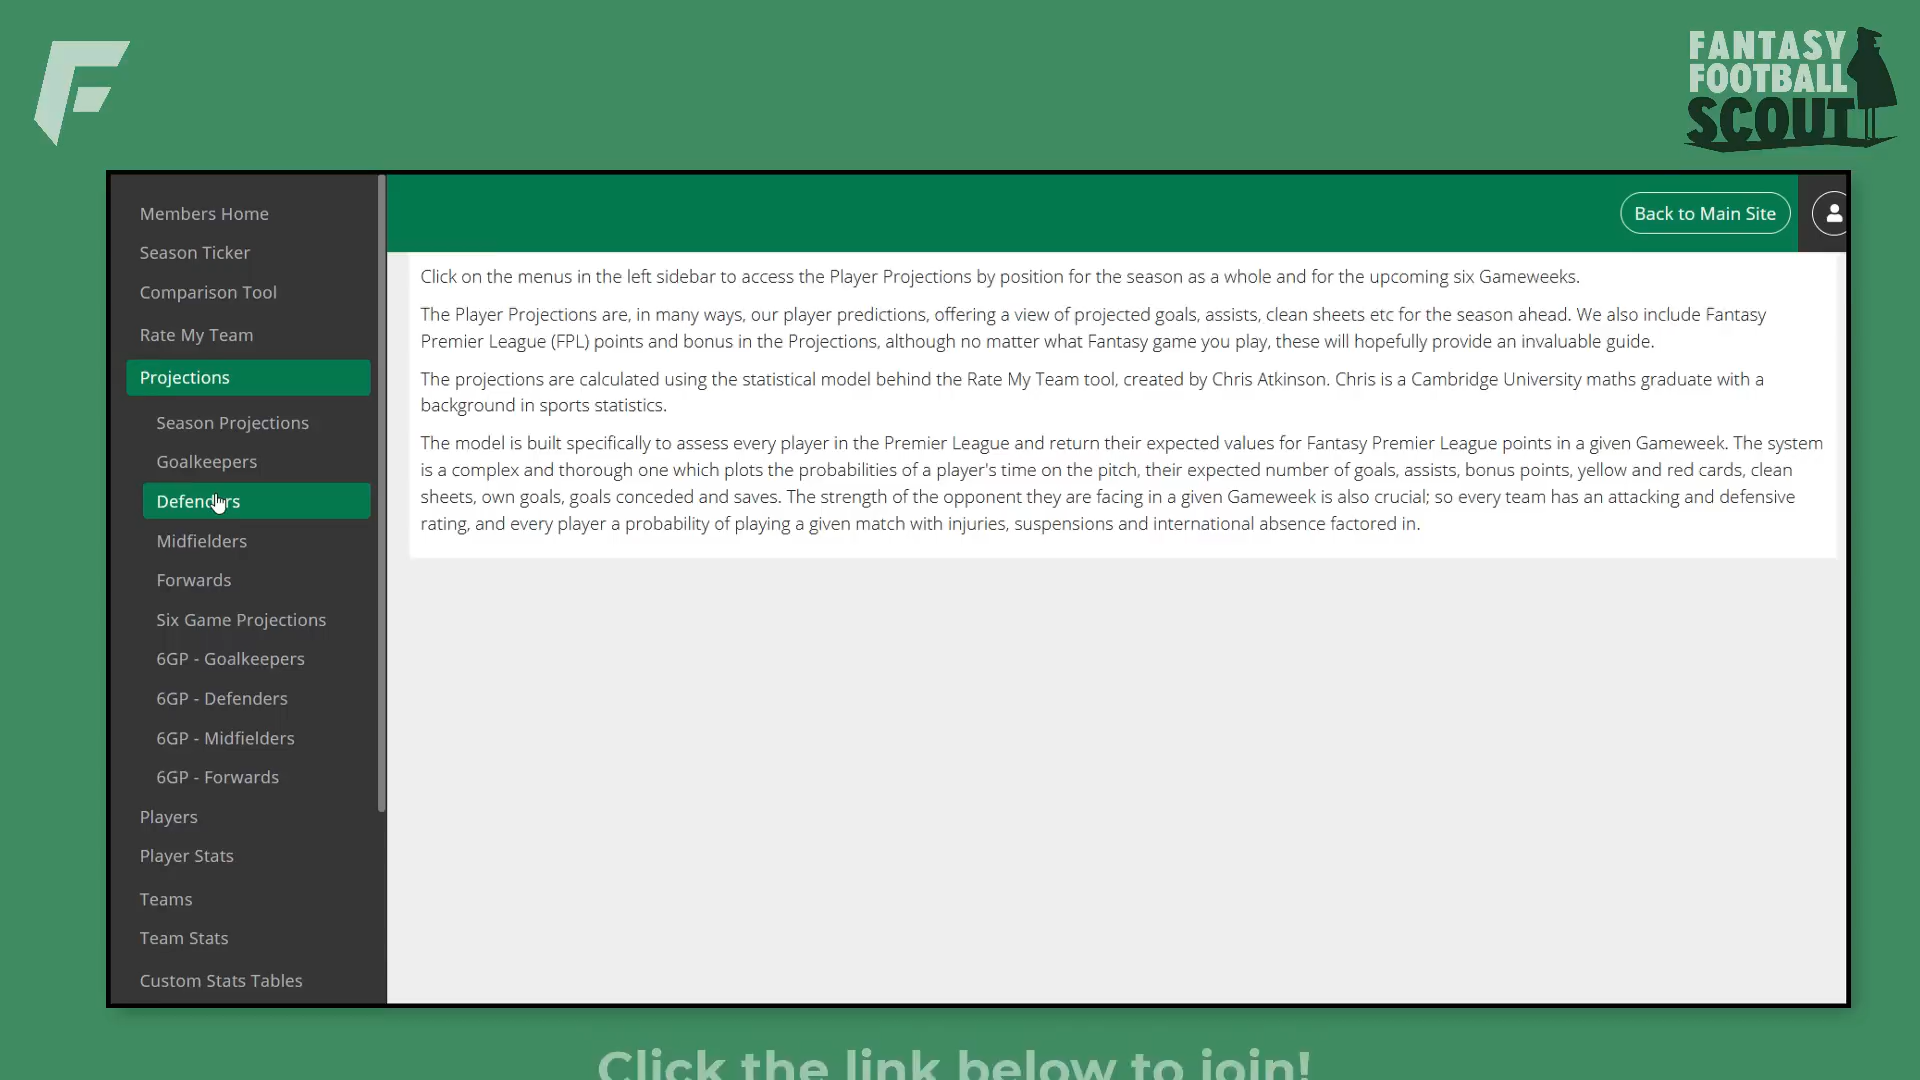 FANTASY
FOOTBALL
SCOUT
Members Home
Season Ticker
Comparison Tool
Rate My Team
Projections
Season Projections
Goalkeepers
Defenders
Midfielders
Forwards
Six Game Projections
6GP - Goalkeepers
6GP - Defenders
6GP - Midfielders
6GP - Forwards
Players
Player Stats
Teams
Team Stats
Custom Stats Tables
Back to Main Site
Click on the menus in the left sidebar to access the Player Projections by position for the season as a whole and for the upcoming six Gameweeks.
The Player Projections are, in many ways, our player predictions, offering a view of projected goals, assists, clean sheets etc for the season ahead. We also include Fantasy
Premier League (FPL) points and bonus in the Projections, although no matter what Fantasy game you play, these will hopefully provide an invaluable guide.
The projections are calculated using the statistical model behind the Rate My Team tool, created by Chris Atkinson. Chris is a Cambridge University maths graduate with a
background in sports statistics.
The model is built specifically to assess every player in the Premier League and return their expected values for Fantasy Premier League points in a given Gameweek. The system
is a complex and thorough one which plots the probabilities of a player's time on the pitch, their expected number of goals, assists, bonus points, yellow and red cards, clean
sheets, own goals, goals conceded and saves. The strength of the opponent they are facing in a given Gameweek is also crucial; so every team has an attacking and defensive
rating, and every player a probability of playing a given match with injuries, suspensions and international absence factored in.
Click the link below to join!